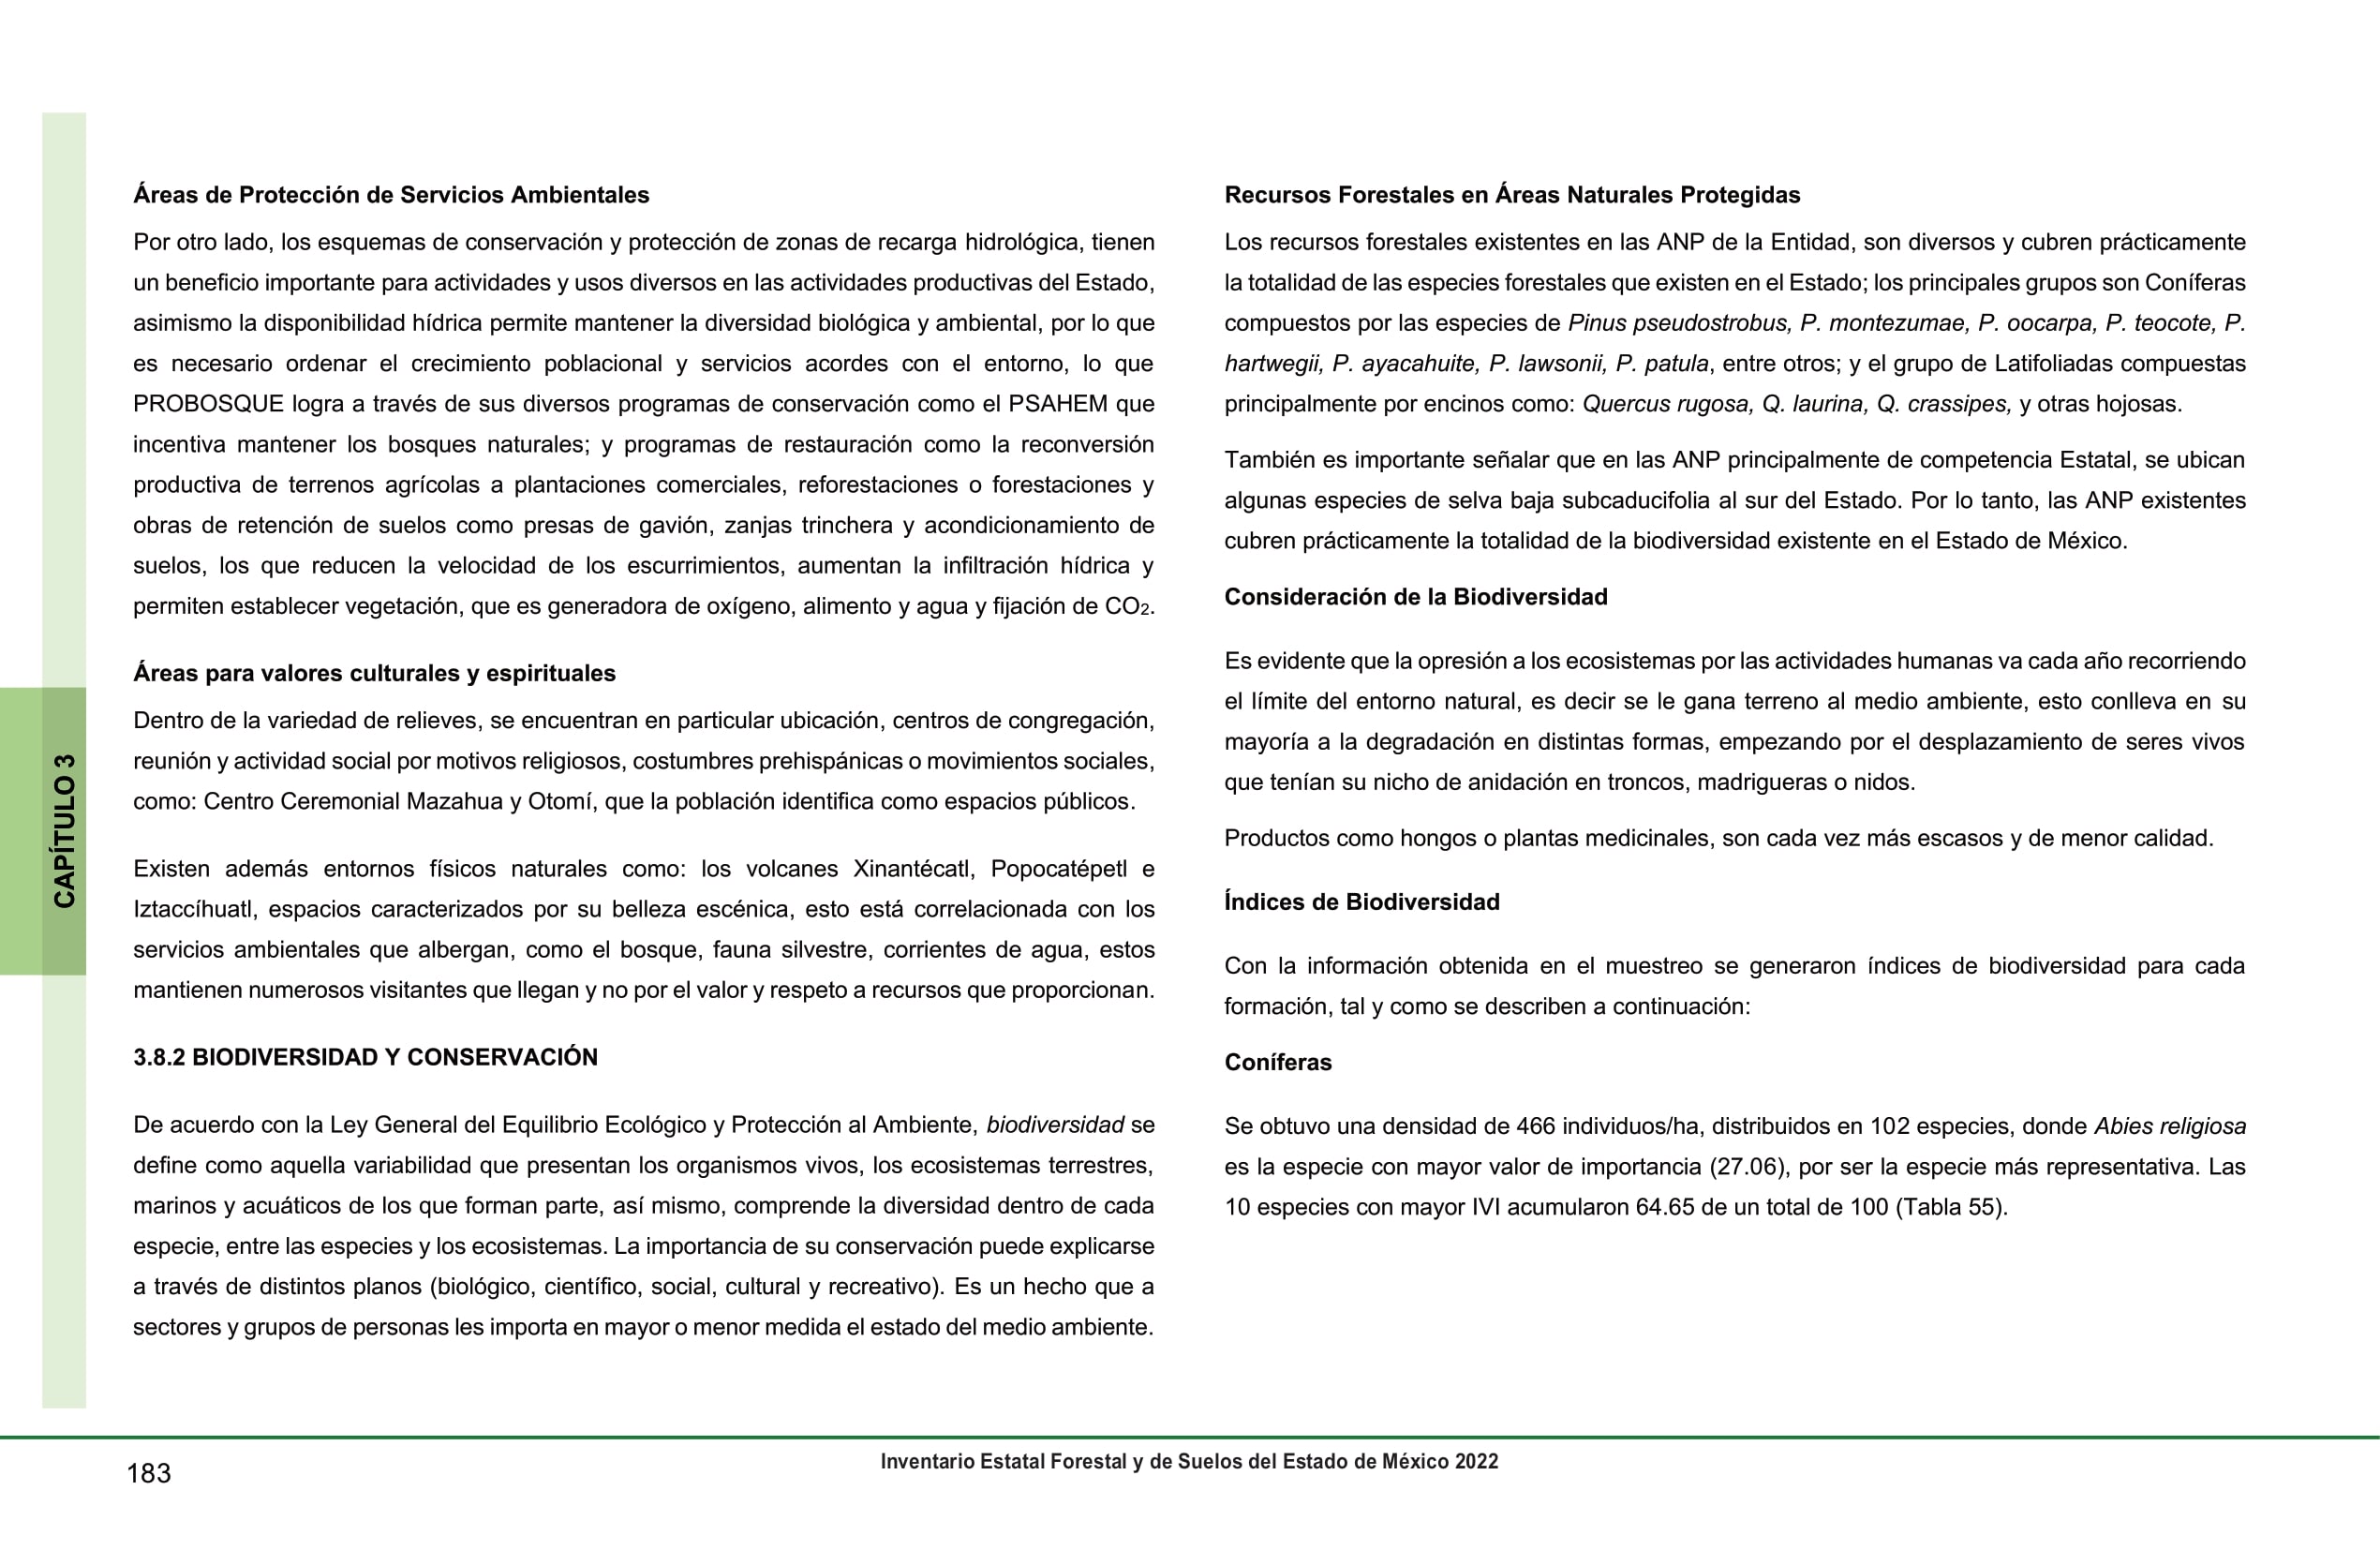 Áreas de Protección de Servicios Ambientales
Por otro lado, los esquemas de conservación y protección de zonas de recarga hidrológica, tienen
un beneficio importante para actividades y usos diversos en las actividades productivas del Estado,
asimismo la disponibilidad hídrica permite mantener la diversidad biológica y ambiental, por lo que
es necesario ordenar el crecimiento poblacional y servicios acordes con el entorno, lo que
PROBOSQUE logra a través de sus diversos programas de conservación como el PSAHEM que
incentiva mantener los bosques naturales; y programas de restauración como la reconversión
productiva de terrenos agrícolas a plantaciones comerciales, reforestaciones o forestaciones y
obras de retención de suelos como presas de gavión, zanjas trinchera y acondicionamiento de
suelos, los que reducen la velocidad de los escurrimientos, aumentan la infiltración hídrica y
permiten establecer vegetación, que es generadora de oxígeno, alimento y agua y fijación de CO₂.
Áreas para valores culturales y espirituales
Dentro de la variedad de relieves, se encuentran en particular ubicación, centros de congregación,
reunión y actividad social por motivos religiosos, costumbres prehispánicas o movimientos sociales,
como: Centro Ceremonial Mazahua y Otomí, que la población identifica como espacios públicos.
Existen además entornos físicos naturales como: los volcanes Xinantécatl, Popocatépetl e
Iztaccíhuatl, espacios caracterizados por su belleza escénica, esto está correlacionada con los
servicios ambientales que albergan, como el bosque, fauna silvestre, corrientes de agua, estos
mantienen numerosos visitantes que llegan y no por el valor y respeto a recursos que proporcionan.
3.8.2 BIODIVERSIDAD Y CONSERVACIÓN
De acuerdo con la Ley General del Equilibrio Ecológico y Protección al Ambiente, biodiversidad se
define como aquella variabilidad que presentan los organismos vivos, los ecosistemas terrestres,
marinos y acuáticos de los que forman parte, así mismo, comprende la diversidad dentro de cada
especie, entre las especies y los ecosistemas. La importancia de su conservación puede explicarse
a través de distintos planos (biológico, científico, social, cultural y recreativo). Es un hecho que a
sectores y grupos de personas les importa en mayor o menor medida el estado del medio ambiente.
Recursos Forestales en Áreas Naturales Protegidas
Los recursos forestales existentes en las ANP de la Entidad, son diversos y cubren prácticamente
la totalidad de las especies forestales que existen en el Estado; los principales grupos son Coníferas
compuestos por las especies de Pinus pseudostrobus, P. montezumae, P. oocarpa, P. teocote, P.
hartwegii, P. ayacahuite, P. lawsonii, P. patula, entre otros; y el grupo de Latifoliadas compuestas
principalmente por encinos como: Quercus rugosa, Q. laurina, Q. crassipes, y otras hojosas.
También es importante señalar que en las ANP principalmente de competencia Estatal, se ubican
algunas especies de selva baja subcaducifolia al sur del Estado. Por lo tanto, las ANP existentes
cubren prácticamente la totalidad de la biodiversidad existente en el Estado de México.
Consideración de la Biodiversidad
Es evidente que la opresión a los ecosistemas por las actividades humanas va cada año recorriendo
el límite del entorno natural, es decir se le gana terreno al medio ambiente, esto conlleva en su
mayoría a la degradación en distintas formas, empezando por el desplazamiento de seres vivos
que tenían su nicho de anidación en troncos, madrigueras o nidos.
Productos como hongos o plantas medicinales, son cada vez más escasos y de menor calidad.
Índices de Biodiversidad
Con la información obtenida en el muestreo se generaron índices de biodiversidad para cada
formación, tal y como se describen a continuación:
Coníferas
Se obtuvo una densidad de 466 individuos/ha, distribuidos en 102 especies, donde Abies religiosa
es la especie con mayor valor de importancia (27.06), por ser la especie más representativa. Las
10 especies con mayor IVI acumularon 64.65 de un total de 100 (Tabla 55).
CAPÍTULO 3
183
Inventario Estatal Forestal y de Suelos del Estado de México 2022